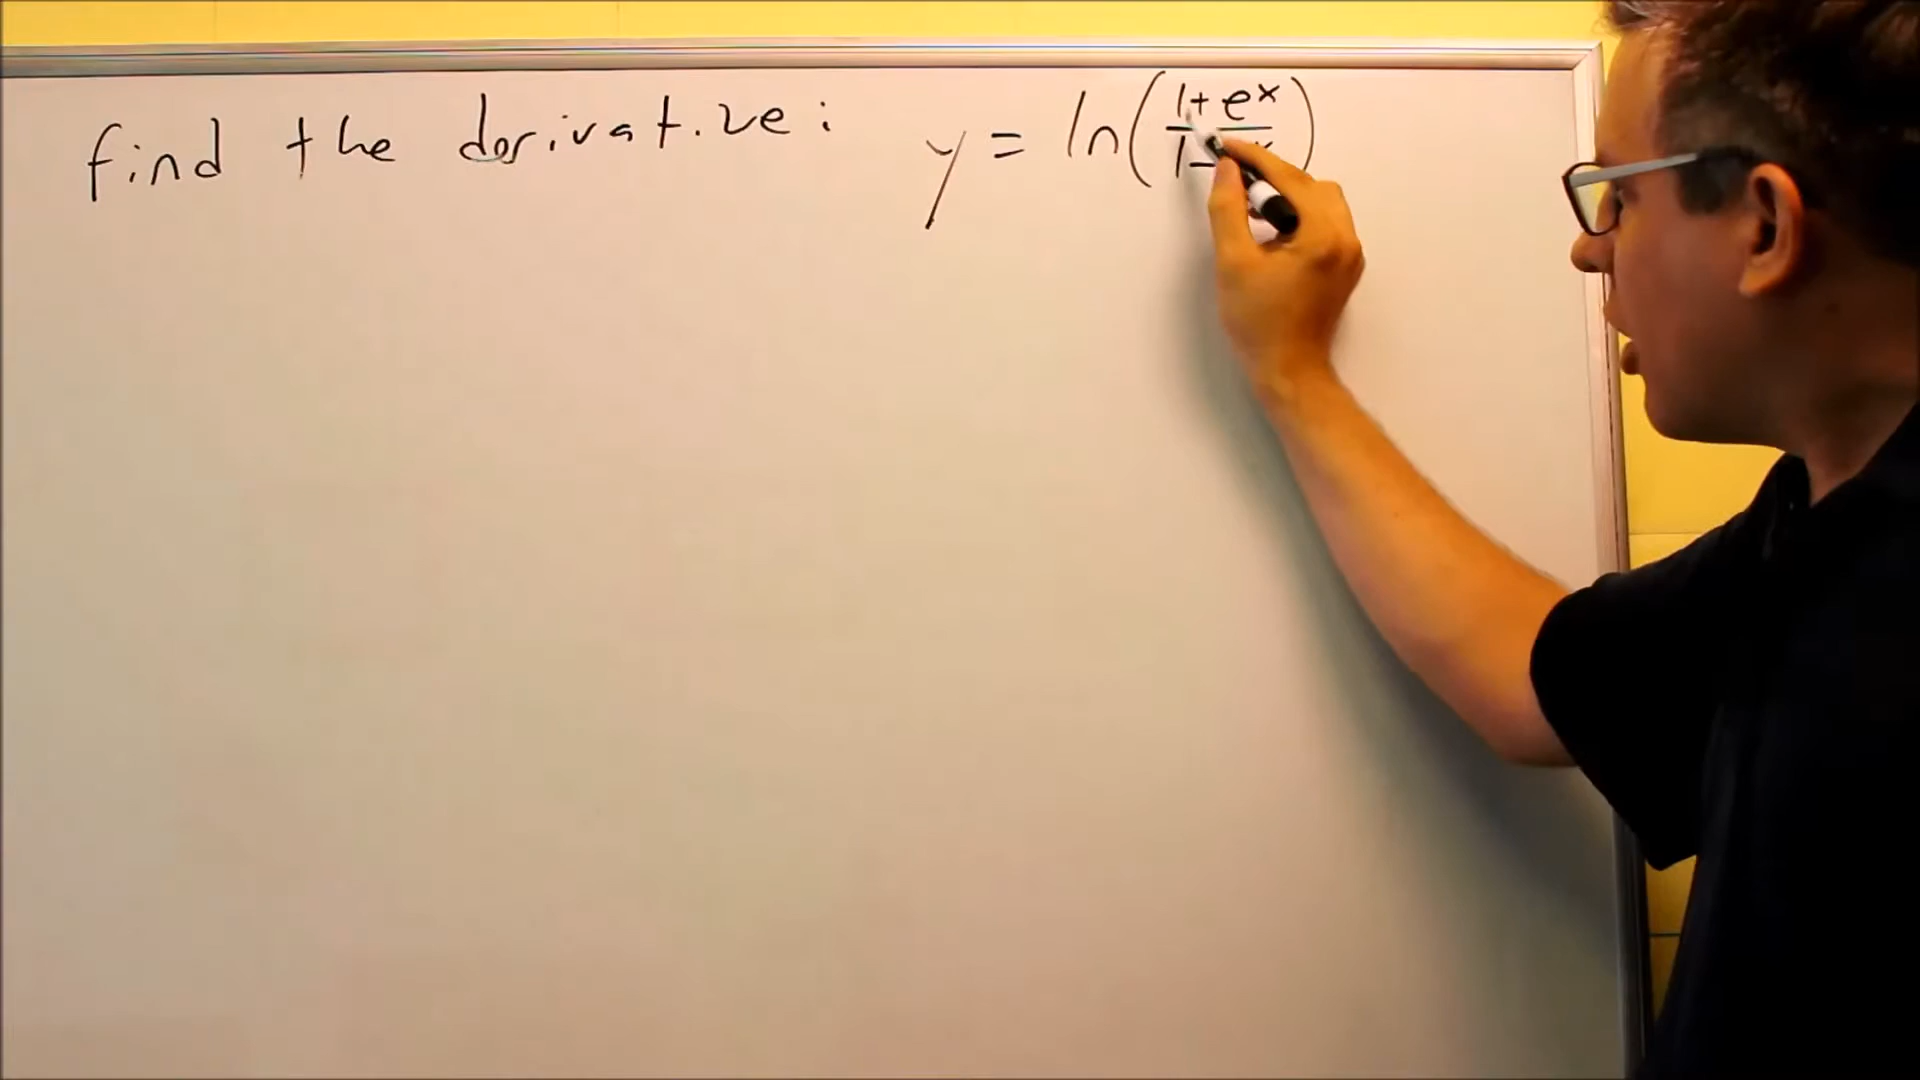 find the derivative: y = ln((1+e^x)/(1-